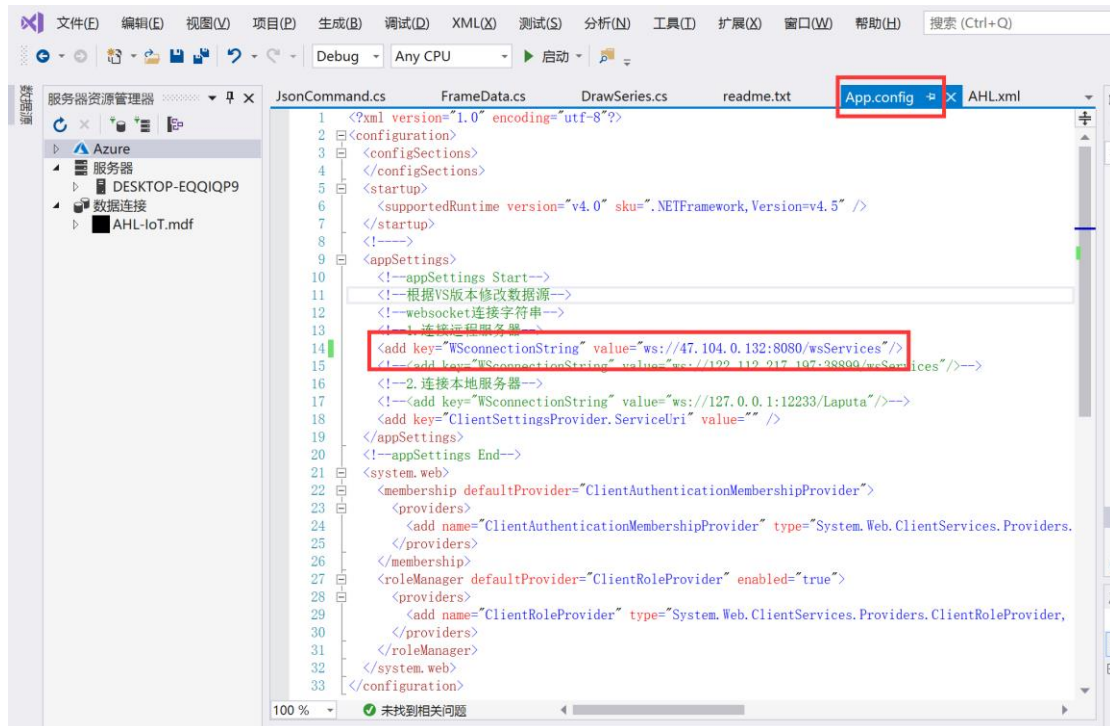 文件(F) 编辑(E) 视图(V) 项目(P) 生成(B) 调试(D) XML(X) 测试(S) 分析(N) 工具(T) 扩展(X) 窗口(W) 帮助(H) 搜索 (Ctrl+Q)
Debug Any CPU 启动
数据源
服务器资源管理器
Azure
服务器
DESKTOP-EQQIQP9
数据连接
AHL-IoT.mdf
JsonCommand.cs FrameData.cs DrawSeries.cs readme.txt App.config AHL.xml
1 <?xml version="1.0" encoding="utf-8"?>
2 <configuration>
3 <configSections>
4 </configSections>
5 <startup>
6 <supportedRuntime version="v4.0" sku=".NETFramework,Version=v4.5" />
7 </startup>
8 <!---->
9 <appSettings>
10 <!--appSettings Start-->
11 <!--根据VS版本修改数据源-->
12 <!--websocket连接字符串-->
13 <!--1.连接远程服务器-->
14 <add key="WSconnectionString" value="ws://47.104.0.132:8080/wsServices"/>
15 <!--<add key="WSconnectionString" value="ws://122.112.217.197:38899/wsServices"/>-->
16 <!--2.连接本地服务器-->
17 <!--<add key="WSconnectionString" value="ws://127.0.0.1:12233/Laputa"/>-->
18 <add key="ClientSettingsProvider.ServiceUri" value="" />
19 </appSettings>
20 <!--appSettings End-->
21 <system.web>
22 <membership defaultProvider="ClientAuthenticationMembershipProvider">
23 <providers>
24 <add name="ClientAuthenticationMembershipProvider" type="System.Web.ClientServices.Providers.
25 </providers>
26 </membership>
27 <roleManager defaultProvider="ClientRoleProvider" enabled="true">
28 <providers>
29 <add name="ClientRoleProvider" type="System.Web.ClientServices.Providers.ClientRoleProvider,
30 </providers>
31 </roleManager>
32 </system.web>
33 </configuration>
100 % 未找到相关问题